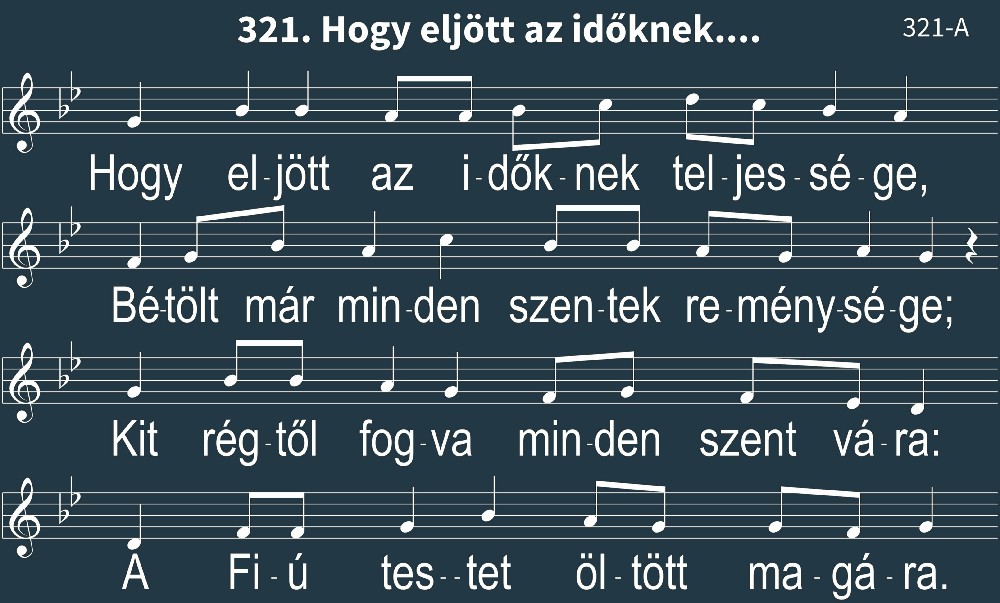 321. Hogy eljött az időknek....
321-A
Hogy el-jött az i-dők-nek tel-jes-sé-ge,
Bé-tölt már min-den szen-tek re-mény-sé-ge;
Kit rég-től fog-va min-den szent vá-ra:
A Fi-ú tes--tet öl-tött ma-gá-ra.